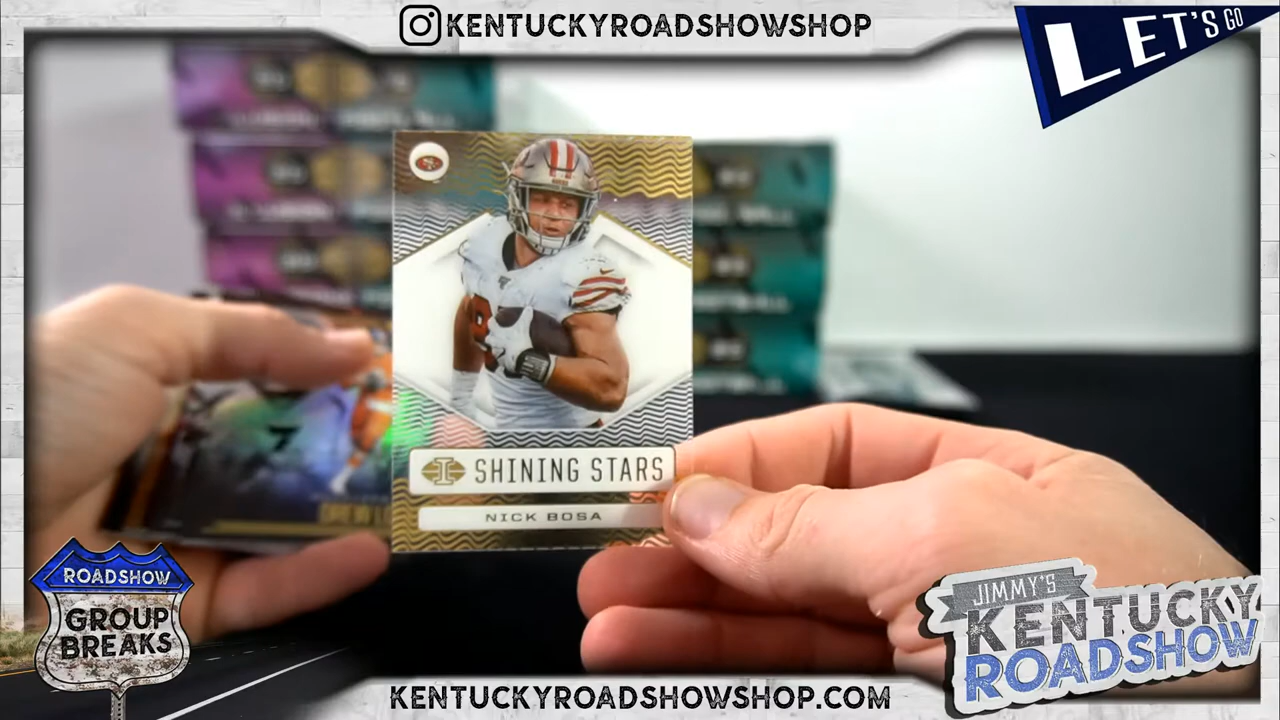 KENTUCKYROADSHOWSHOP
LET'S GO
SHINING STARS
NICK BOSA
ROADSHOW
GROUP
BREAKS
JIMMY'S
KENTUCKY
ROADSHOW
KENTUCKYROADSHOWSHOP.COM